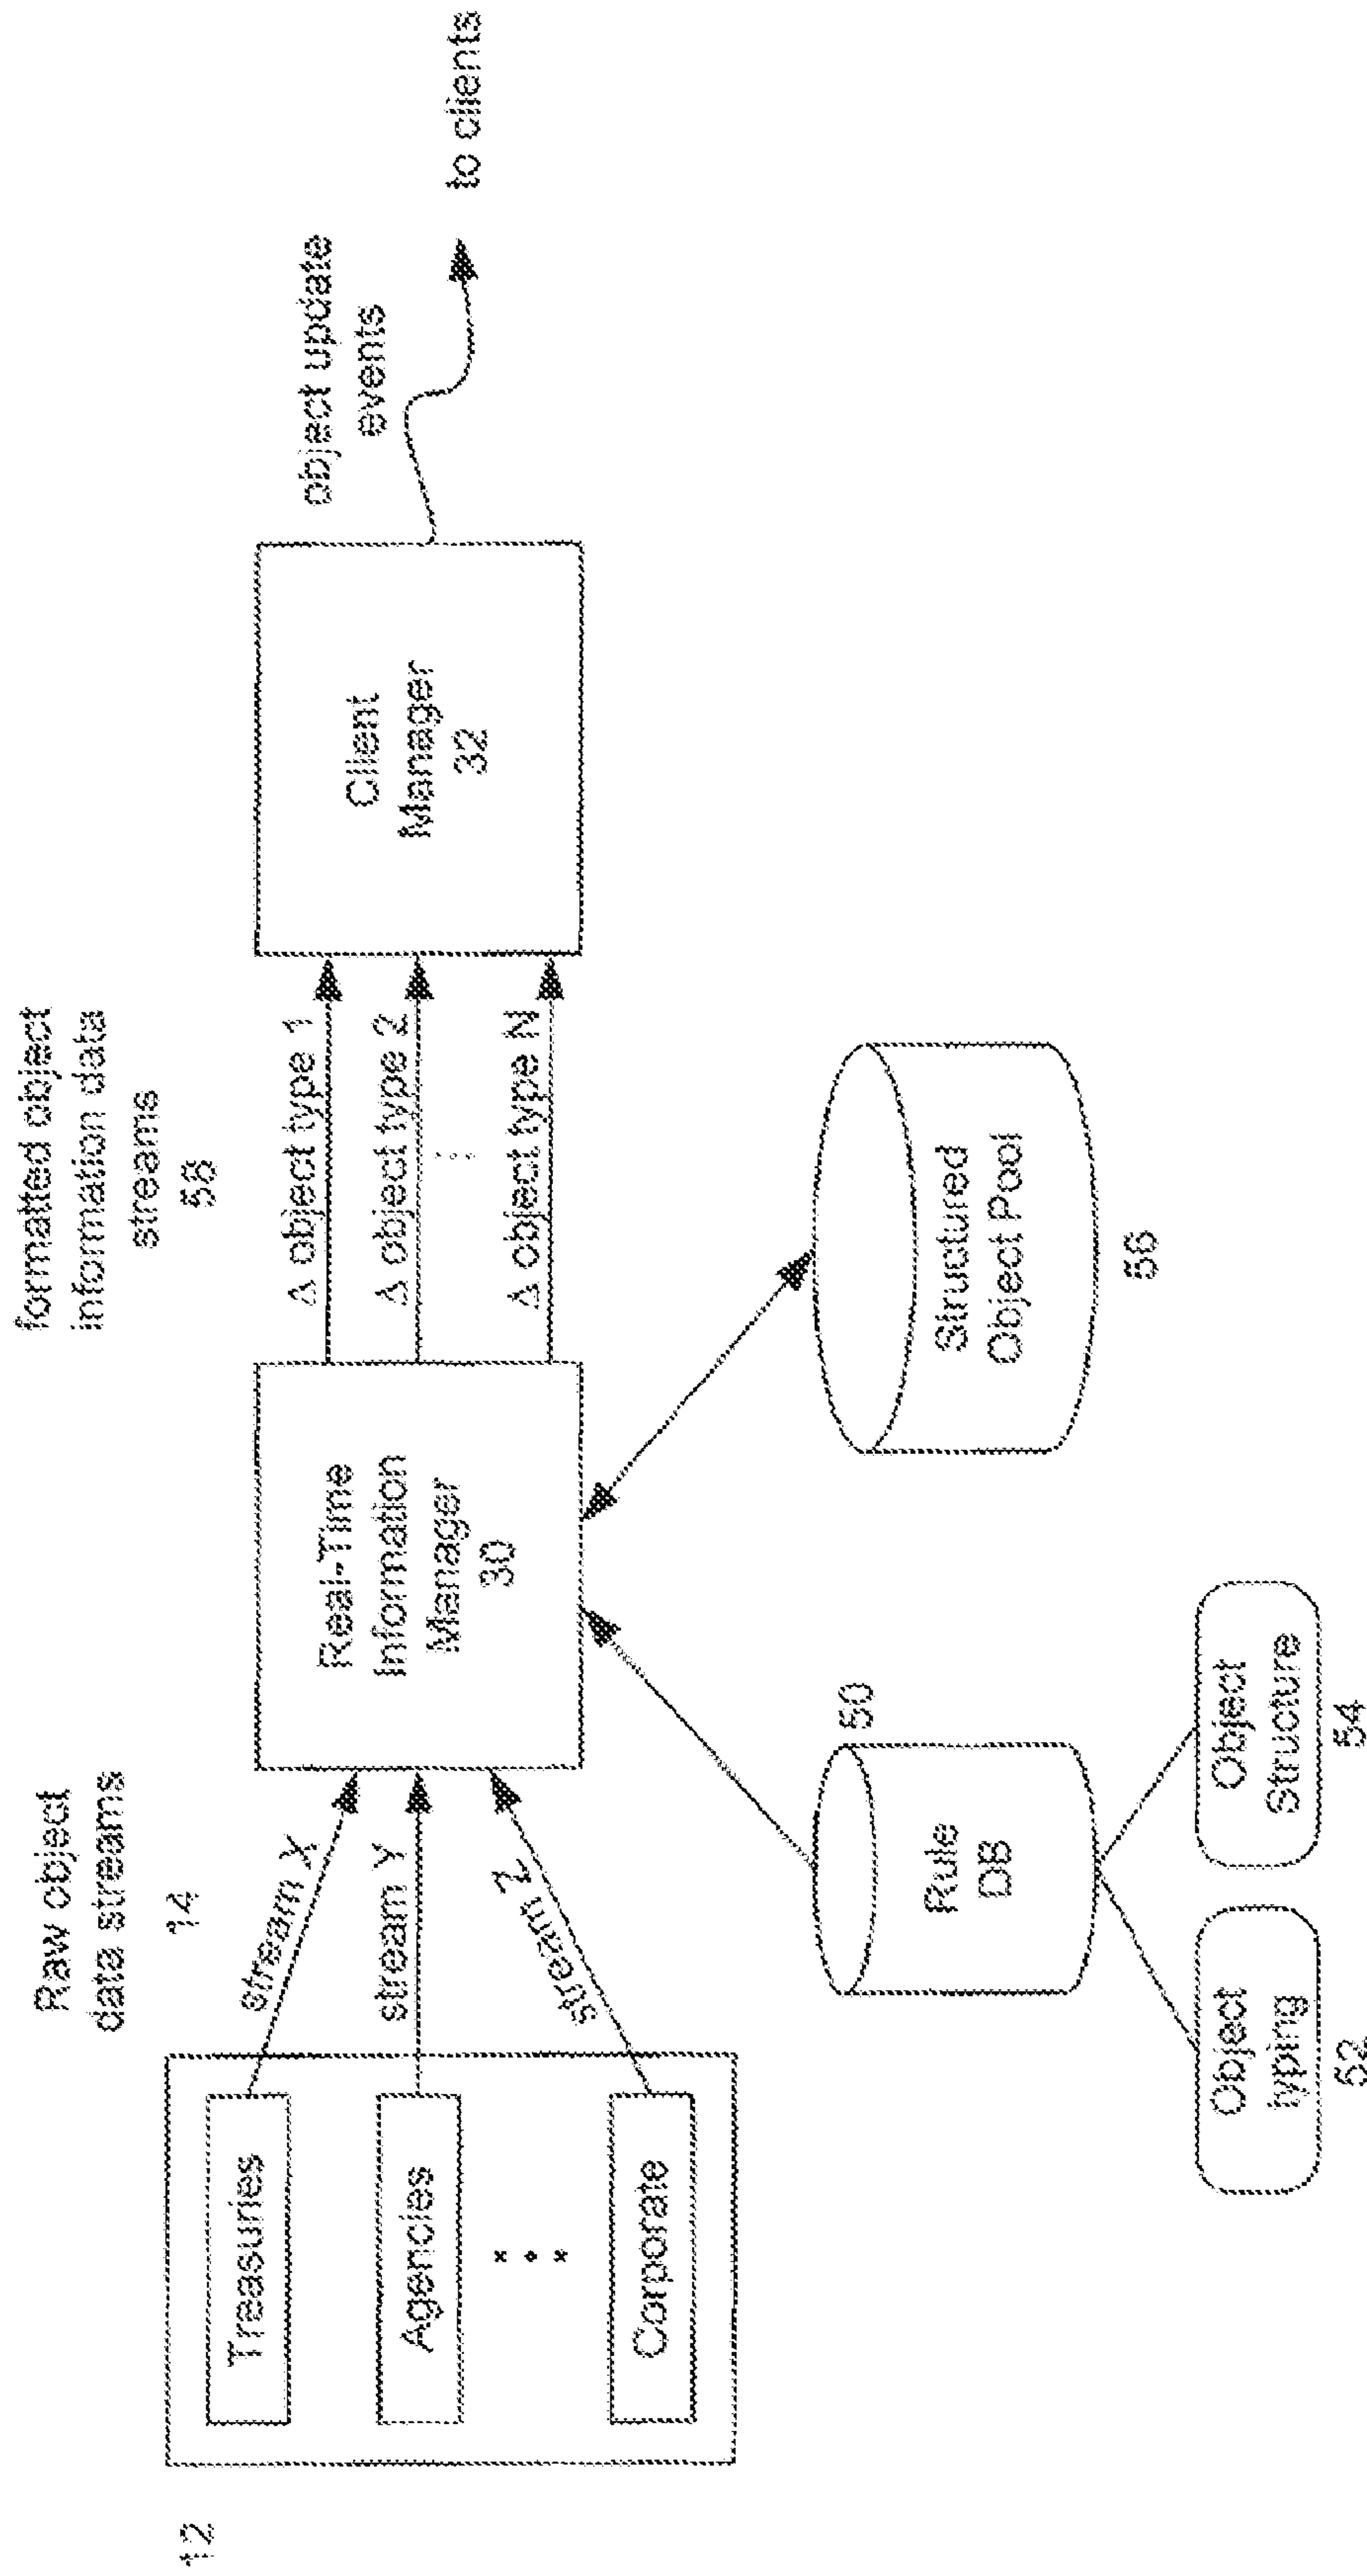 12
Treasuries
Agencies
Corporate
Raw object
data streams
14
stream X
stream Y
stream Z
Real-Time
Information
Manager
30
formatted object
information data
streams
58
Δ object type 1
Δ object type 2
Δ object type N
Client
Manager
32
object update
events
to clients
Rule
DB
50
Object
typing
52
Object
Structure
54
Structured
Object Pool
56